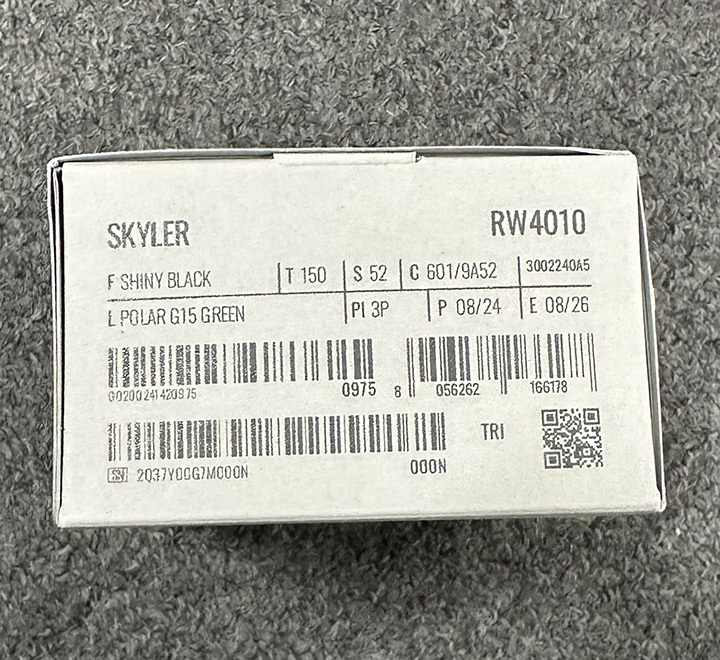 SKYLER RW4010
F SHINY BLACK T 150 S 52 C 601/9A52 3002240A5
L POLAR G15 GREEN PI 3P P 08/24 E 08/26
00200241420975 0975 8 056262 166178
TRI
2Q37Y00G7M000N 000N